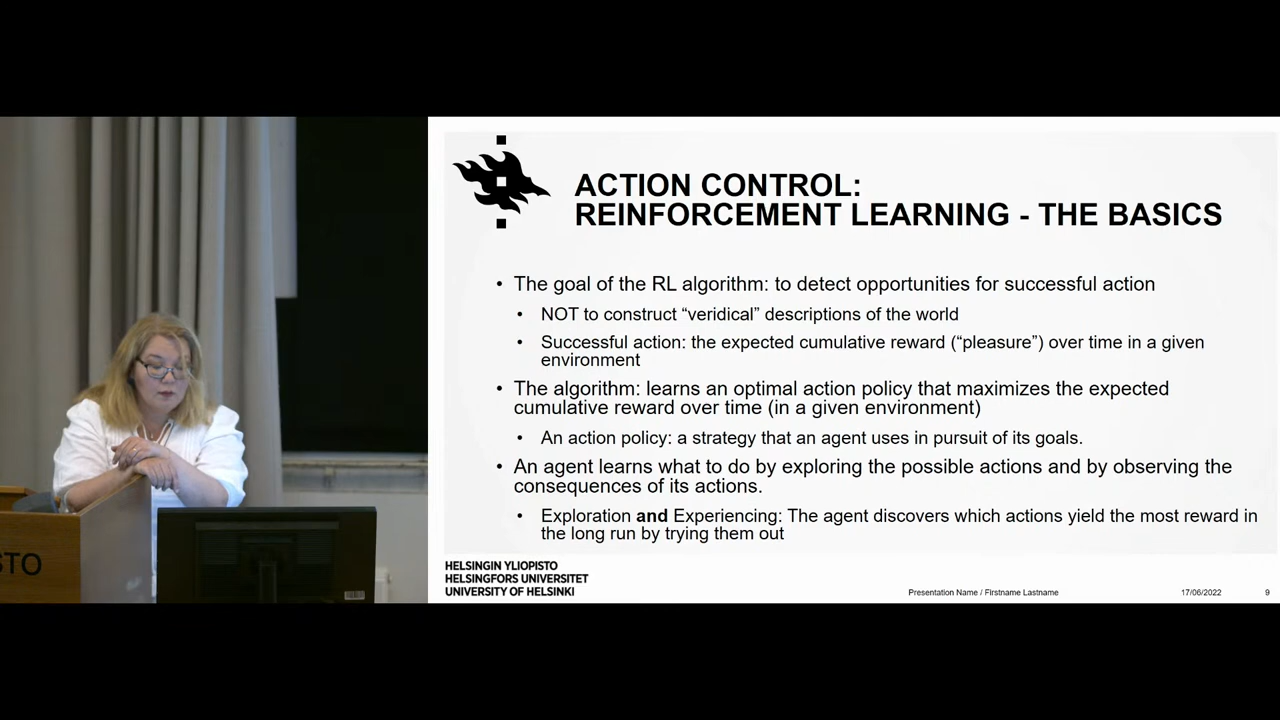 ACTION CONTROL:
REINFORCEMENT LEARNING - THE BASICS
• The goal of the RL algorithm: to detect opportunities for successful action
• NOT to construct “veridical” descriptions of the world
• Successful action: the expected cumulative reward (“pleasure”) over time in a given
environment
• The algorithm: learns an optimal action policy that maximizes the expected
cumulative reward over time (in a given environment)
• An action policy: a strategy that an agent uses in pursuit of its goals.
• An agent learns what to do by exploring the possible actions and by observing the
consequences of its actions.
• Exploration and Experiencing: The agent discovers which actions yield the most reward in
the long run by trying them out
HELSINGIN YLIOPISTO
HELSINGFORS UNIVERSITET
UNIVERSITY OF HELSINKI
Presentation Name / Firstname Lastname
17/06/2022
9
STO